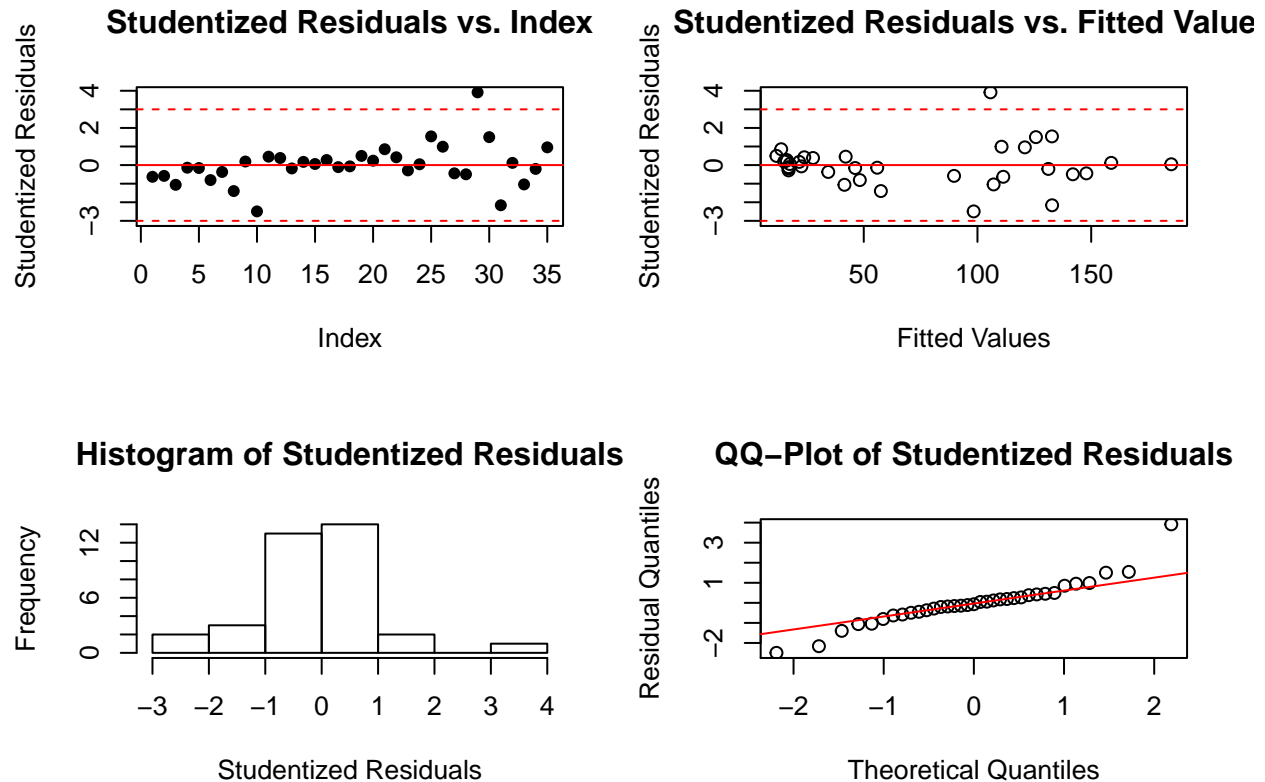 Studentized Residuals vs. Index
Studentized Residuals
4
2
0
−3
0 5 10 15 20 25 30 35
Index
Studentized Residuals vs. Fitted Value
Studentized Residuals
4
2
0
−3
50 100 150
Fitted Values
Histogram of Studentized Residuals
Frequency
12
6
0
−3 −2 −1 0 1 2 3 4
Studentized Residuals
QQ−Plot of Studentized Residuals
Residual Quantiles
3
1
−2
−2 −1 0 1 2
Theoretical Quantiles